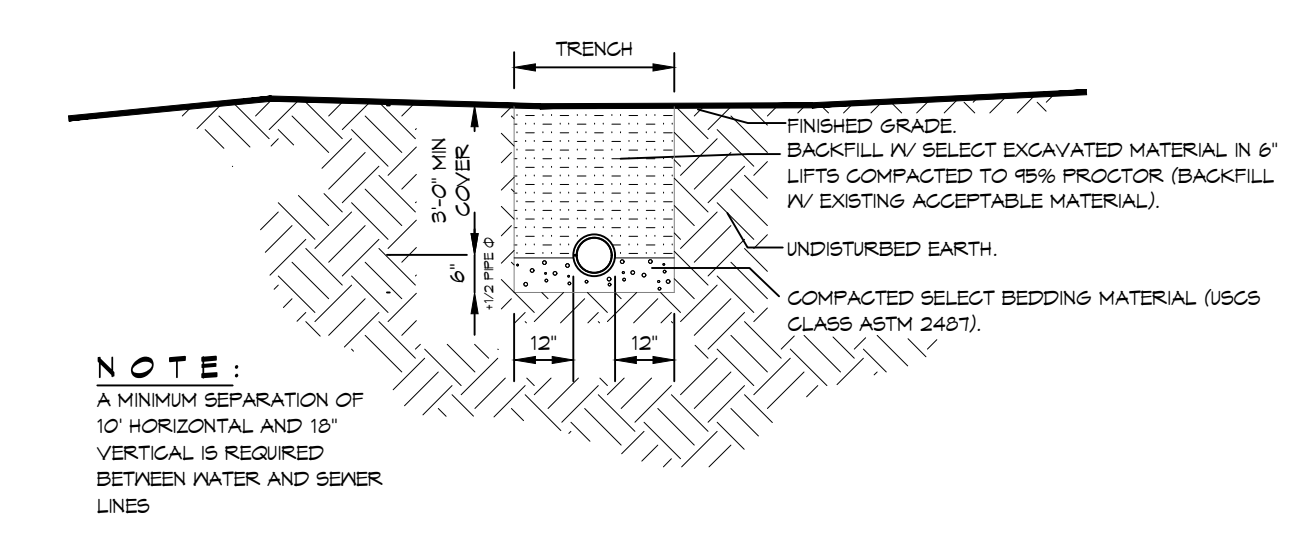 TRENCH
FINISHED GRADE.
BACKFILL W/ SELECT EXCAVATED MATERIAL IN 6"
LIFTS COMPACTED TO 95% PROCTOR (BACKFILL
W/ EXISTING ACCEPTABLE MATERIAL).
3'-0" MIN
COVER
6"
+1/2 PIPE Φ
UNDISTURBED EARTH.
COMPACTED SELECT BEDDING MATERIAL (USCS
CLASS ASTM 2487).
12"
12"
NOTE:
A MINIMUM SEPARATION OF
10' HORIZONTAL AND 18"
VERTICAL IS REQUIRED
BETWEEN WATER AND SEWER
LINES